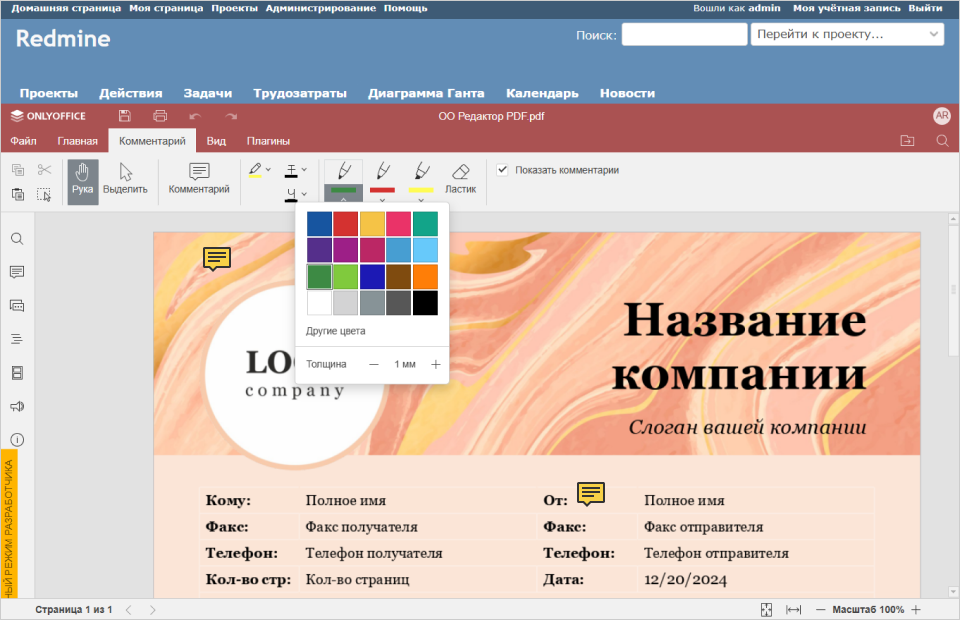 Домашняя страница Моя страница Проекты Администрирование Помощь
Вошли как admin Моя учётная запись Выйти
Redmine
Поиск:
Перейти к проекту...
Проекты Действия Задачи Трудозатраты Диаграмма Ганта Календарь Новости
ONLYOFFICE
ОО Редактор PDF.pdf
AR
Файл Главная Комментарий Вид Плагины
Рука
Выделить
Комментарий
Ластик
Показать комментарии
Другие цвета
Толщина 1 мм
LO
company
Название
компании
Слоган вашей компании
Кому: Полное имя От: Полное имя
Факс: Факс получателя Факс: Факс отправителя
Телефон: Телефон получателя Телефон: Телефон отправителя
Кол-во стр: Кол-во страниц Дата: 12/20/2024
НЫЙ РЕЖИМ РАЗРАБОТЧИКА
Страница 1 из 1
Масштаб 100%